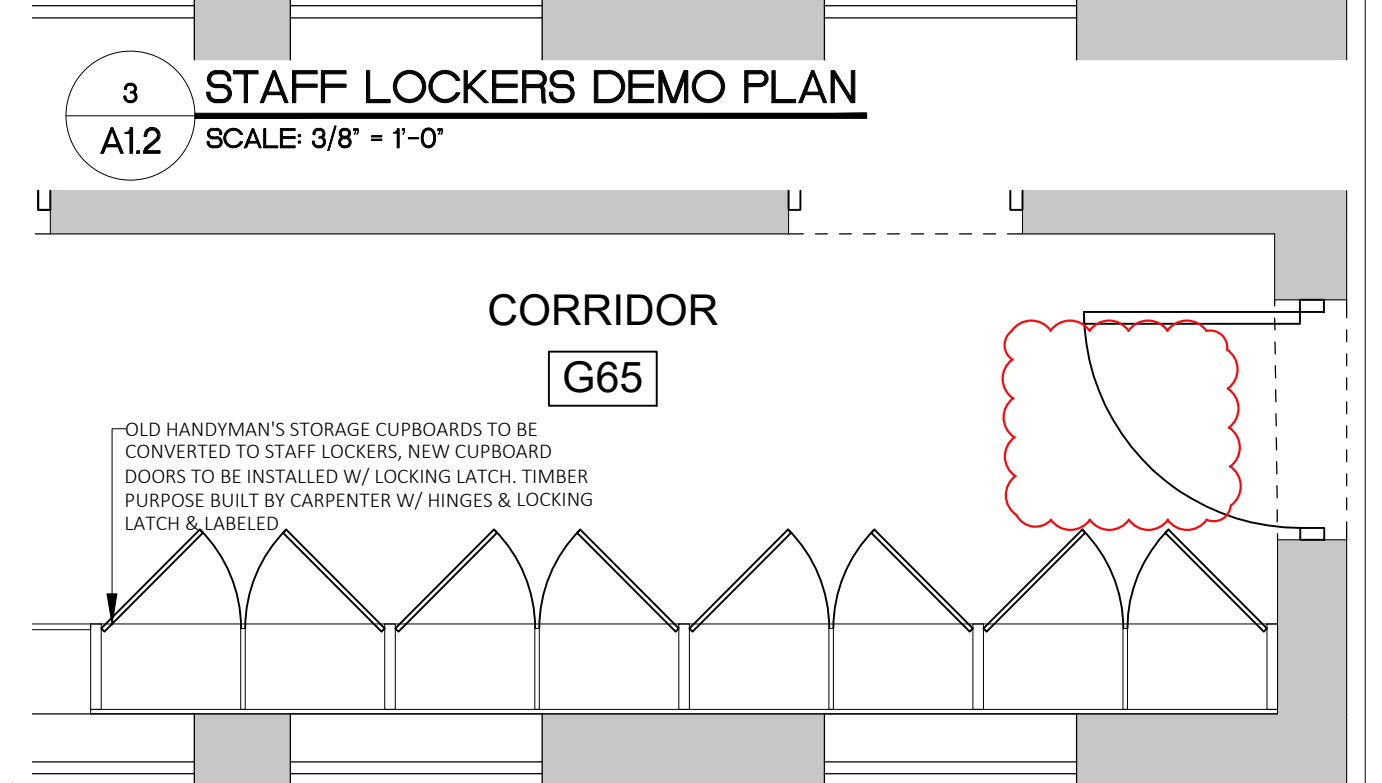 3
STAFF LOCKERS DEMO PLAN
A1.2
SCALE: 3/8" = 1'-0"
CORRIDOR
G65
OLD HANDYMAN'S STORAGE CUPBOARDS TO BE
CONVERTED TO STAFF LOCKERS, NEW CUPBOARD
DOORS TO BE INSTALLED W/ LOCKING LATCH. TIMBER
PURPOSE BUILT BY CARPENTER W/ HINGES & LOCKING
LATCH & LABELED